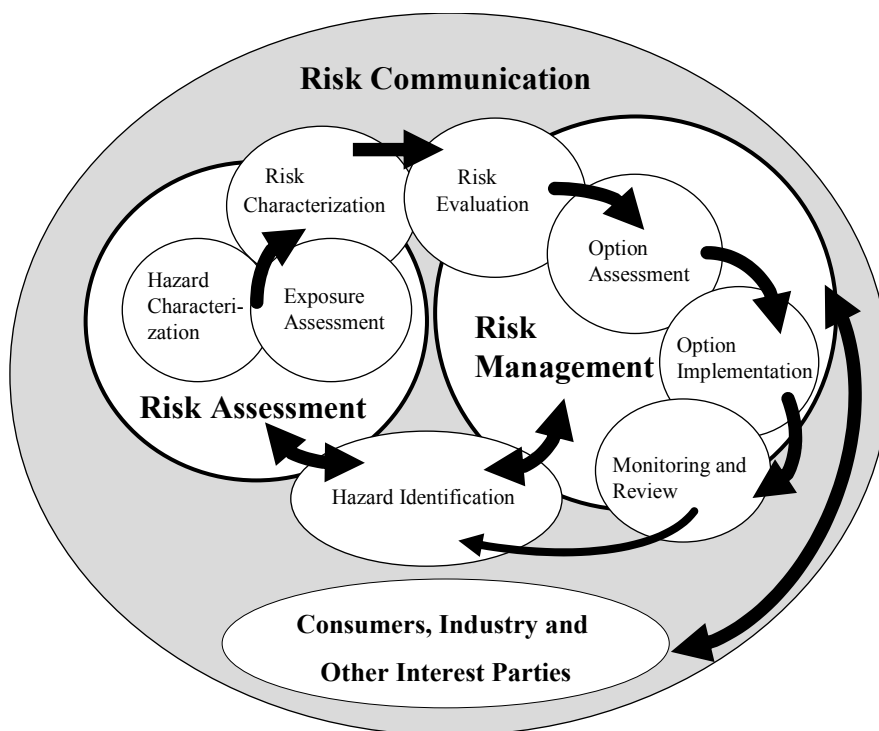 Risk Communication
Risk
Characterization
Risk
Evaluation
Option
Assessment
Hazard
Characteri-
zation
Exposure
Assessment
Risk
Management
Option
Implementation
Risk Assessment
Monitoring and
Review
Hazard Identification
Consumers, Industry and
Other Interest Parties